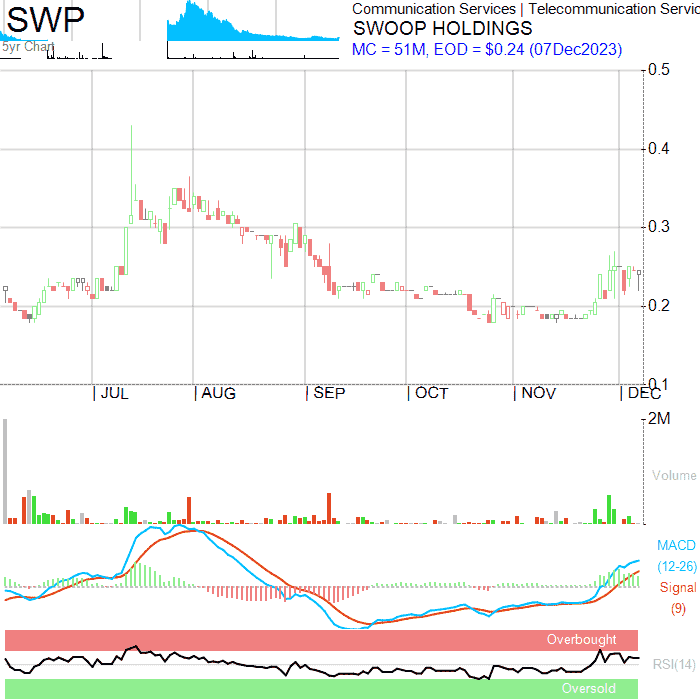 SWP
5yr Chart
Communication Services | Telecommunication Servic
SWOOP HOLDINGS
MC = 51M, EOD = $0.24 (07Dec2023)
0.5
0.4
0.3
0.2
0.1
JUL AUG SEP OCT NOV DEC
2M
Volume
MACD
(12-26)
Signal
(9)
Overbought
RSI(14)
Oversold